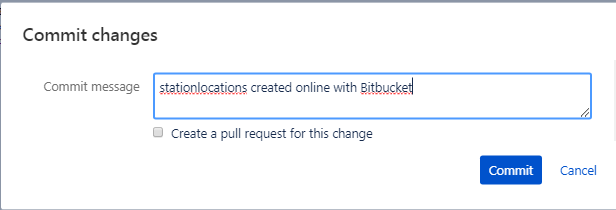 Commit changes
Commit message
stationlocations created online with Bitbucket
Create a pull request for this change
Commit Cancel